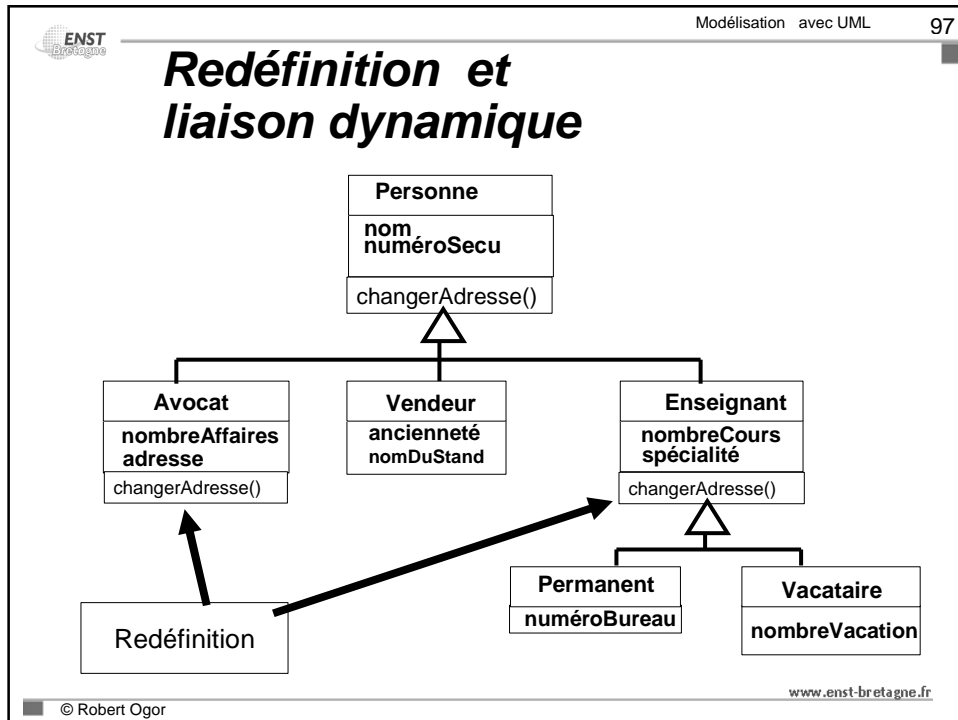 ENST
Bretagne
Modélisation avec UML
97
Redéfinition et
liaison dynamique
Personne
nom
numéroSecu
changerAdresse()
Avocat
nombreAffaires
adresse
changerAdresse()
Vendeur
ancienneté
nomDuStand
Enseignant
nombreCours
spécialité
changerAdresse()
Permanent
numéroBureau
Vacataire
nombreVacation
Redéfinition
www.enst-bretagne.fr
© Robert Ogor